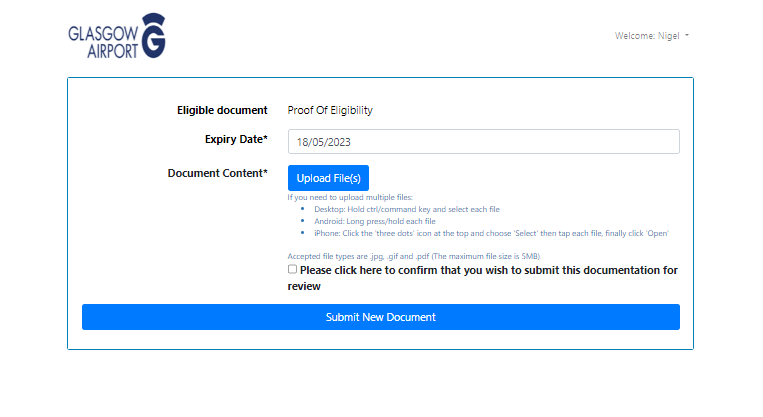 GLASGOW
AIRPORT
Welcome: Nigel
Eligible document Proof Of Eligibility
Expiry Date* 18/05/2023
Document Content* Upload File(s)
If you need to upload multiple files:
• Desktop: Hold ctrl/command key and select each file
• Android: Long press/hold each file
• iPhone: Click the 'three dots' icon at the top and choose 'Select' then tap each file, finally click 'Open'
Accepted file types are .jpg, .gif and .pdf (The maximum file size is 5MB)
Please click here to confirm that you wish to submit this documentation for
review
Submit New Document